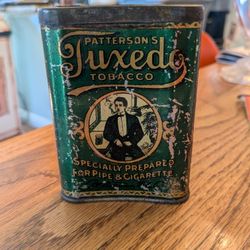 PATTERSON'S
Tuxedo
TOBACCO
SPECIALLY PREPARED
FOR PIPE & CIGARETTE